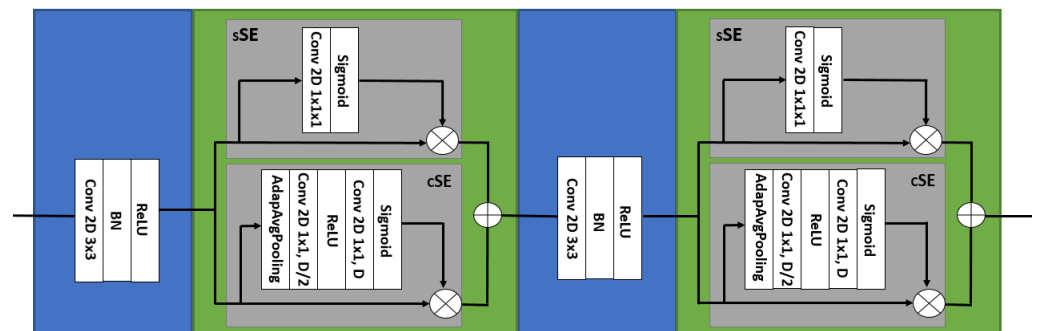 Conv 2D 3x3
BN
ReLU
sSE
Conv 2D 1x1x1
Sigmoid
cSE
AdapAvgPooling
Conv 2D 1x1, D/2
ReLU
Conv 2D 1x1, D
Sigmoid
Conv 2D 3x3
BN
ReLU
sSE
Conv 2D 1x1x1
Sigmoid
cSE
AdapAvgPooling
Conv 2D 1x1, D/2
ReLU
Conv 2D 1x1, D
Sigmoid